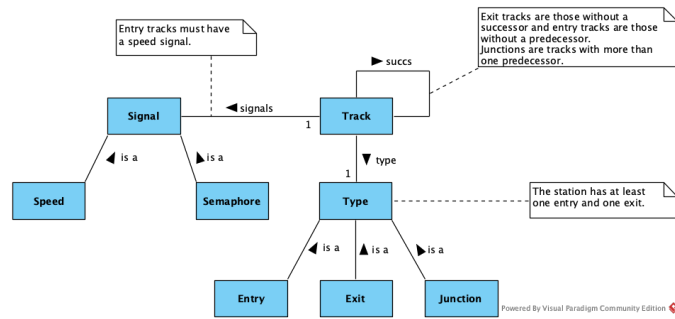 Entry tracks must have
a speed signal.
Exit tracks are those without a
successor and entry tracks are those
without a predecessor.
Junctions are tracks with more than
one predecessor.
succs
signals
Signal
Track
1
is a
is a
type
1
Speed
Semaphore
Type
The station has at least
one entry and one exit.
is a
is a
is a
Entry
Exit
Junction
Powered By Visual Paradigm Community Edition